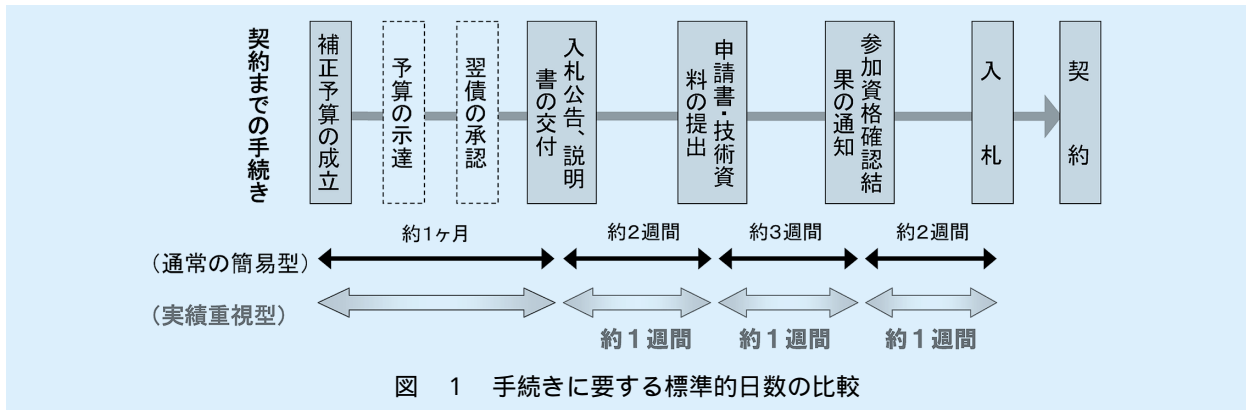 契約までの手続き
補正予算の成立
予算の示達
翌債の承認
入札公告、説明
書の交付
申請書・技術資
料の提出
参加資格確認結
果の通知
入札
契約
約1ヶ月
約2週間
約3週間
約2週間
(通常の簡易型)
(実績重視型)
約1週間
約1週間
約1週間
図 1 手続きに要する標準的日数の比較